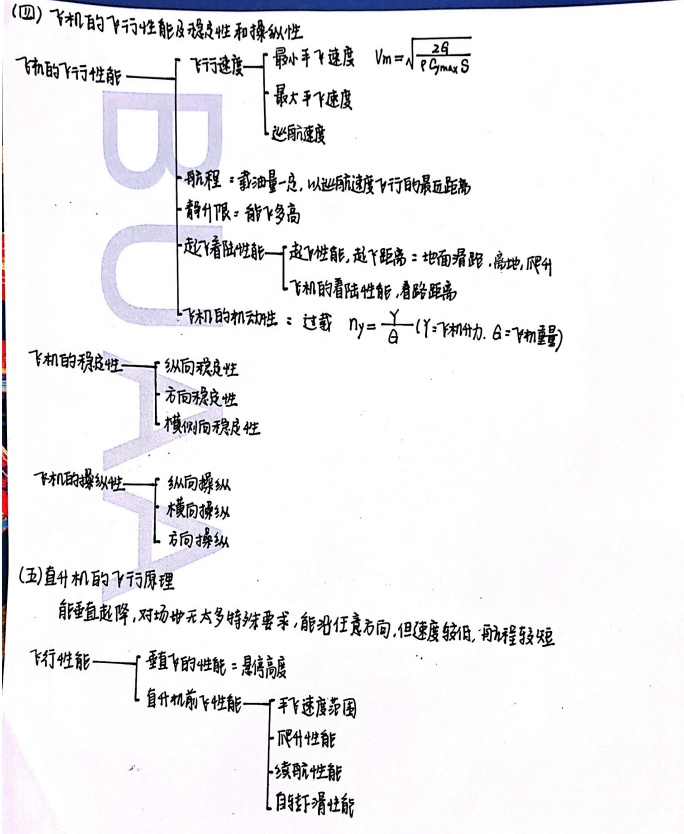 (四)飞机的飞行性能及稳定性和操纵性
飞机的飞行性能
飞行速度
最小平飞速度 Vm=√(2G/ρCymaxS)
最大平飞速度
巡航速度
航程:载油量一定,以巡航速度飞行的最远距离
静升限:能飞多高
起飞着陆性能
起飞性能,起飞距离:地面滑跑,离地,爬升
飞机的着陆性能,着陆距离
飞机的机动性:过载 ny=Y/G(Y=飞机升力.G=飞机重量)
飞机的稳定性
纵向稳定性
方向稳定性
横侧向稳定性
飞机的操纵性
纵向操纵
横向操纵
方向操纵
(五)直升机的飞行原理
能垂直起降,对场地无太多特殊要求,能沿任意方向,但速度较低,航程较短
飞行性能
垂直飞的性能:悬停高度
直升机前飞性能
平飞速度范围
爬升性能
续航性能
自转下滑性能
BUAA